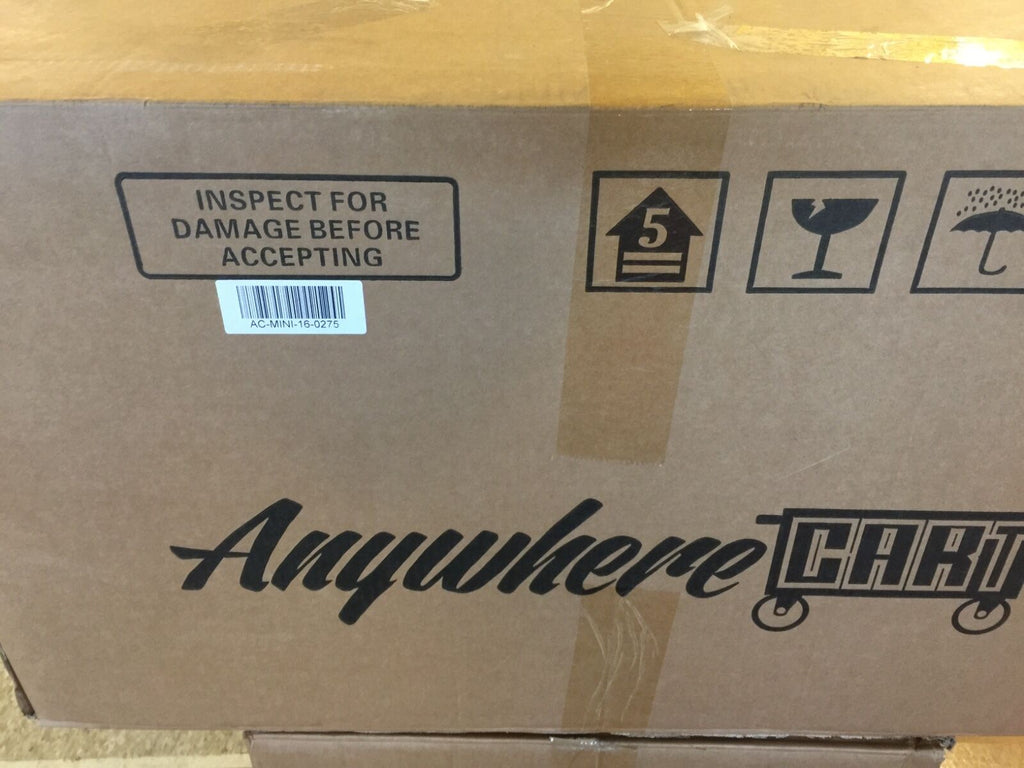 INSPECT FOR
DAMAGE BEFORE
ACCEPTING
5
AC-MINI-16-0275
Anywhere CART